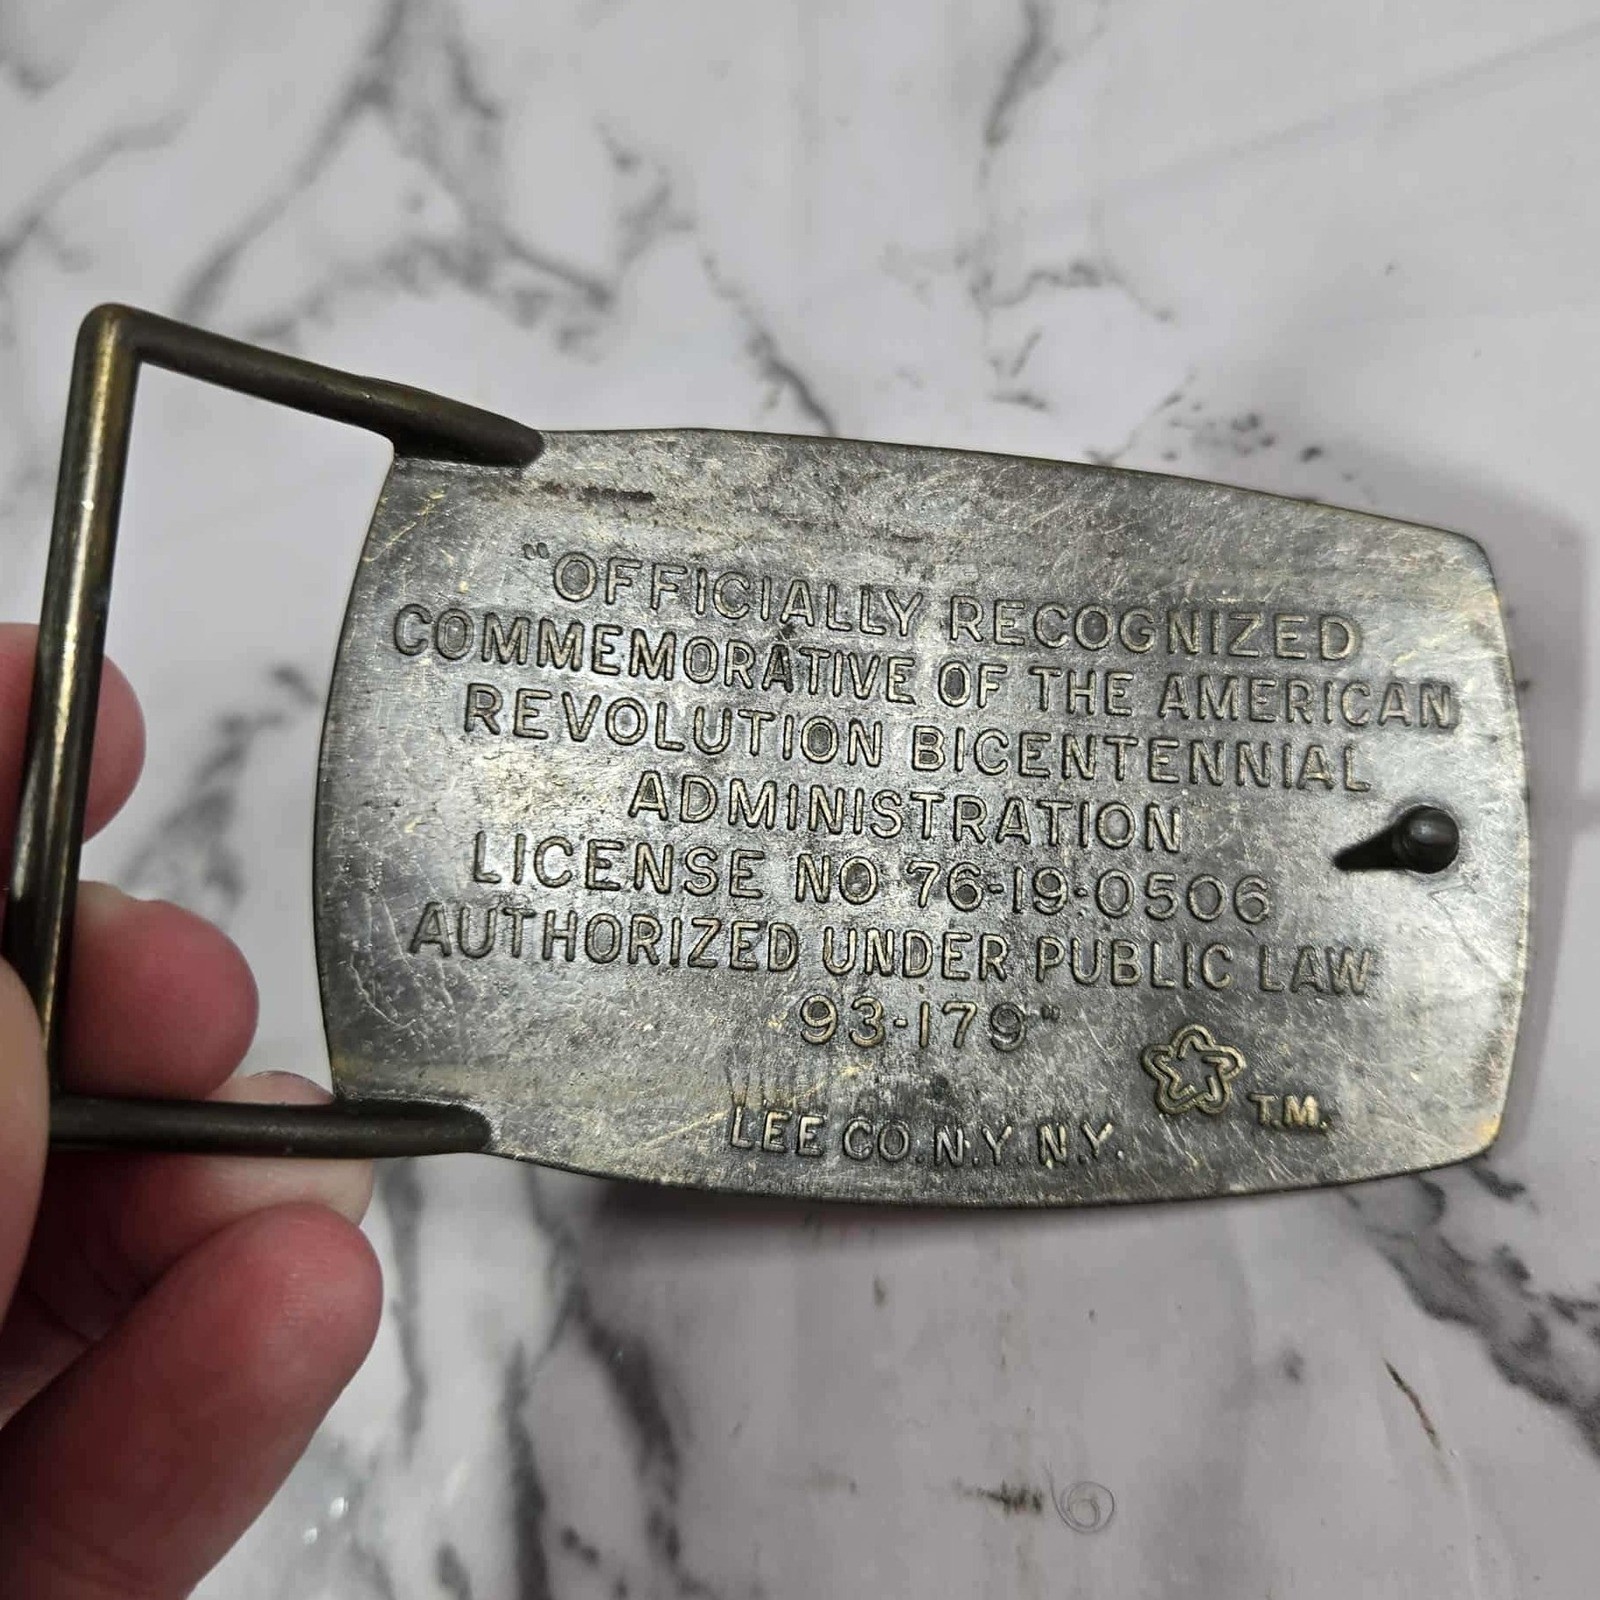 "OFFICIALLY RECOGNIZED
COMMEMORATIVE OF THE AMERICAN
REVOLUTION BICENTENNIAL
ADMINISTRATION
LICENSE NO 76-19-0506
AUTHORIZED UNDER PUBLIC LAW
93-179"
T.M.
LEE CO. N.Y. N.Y.